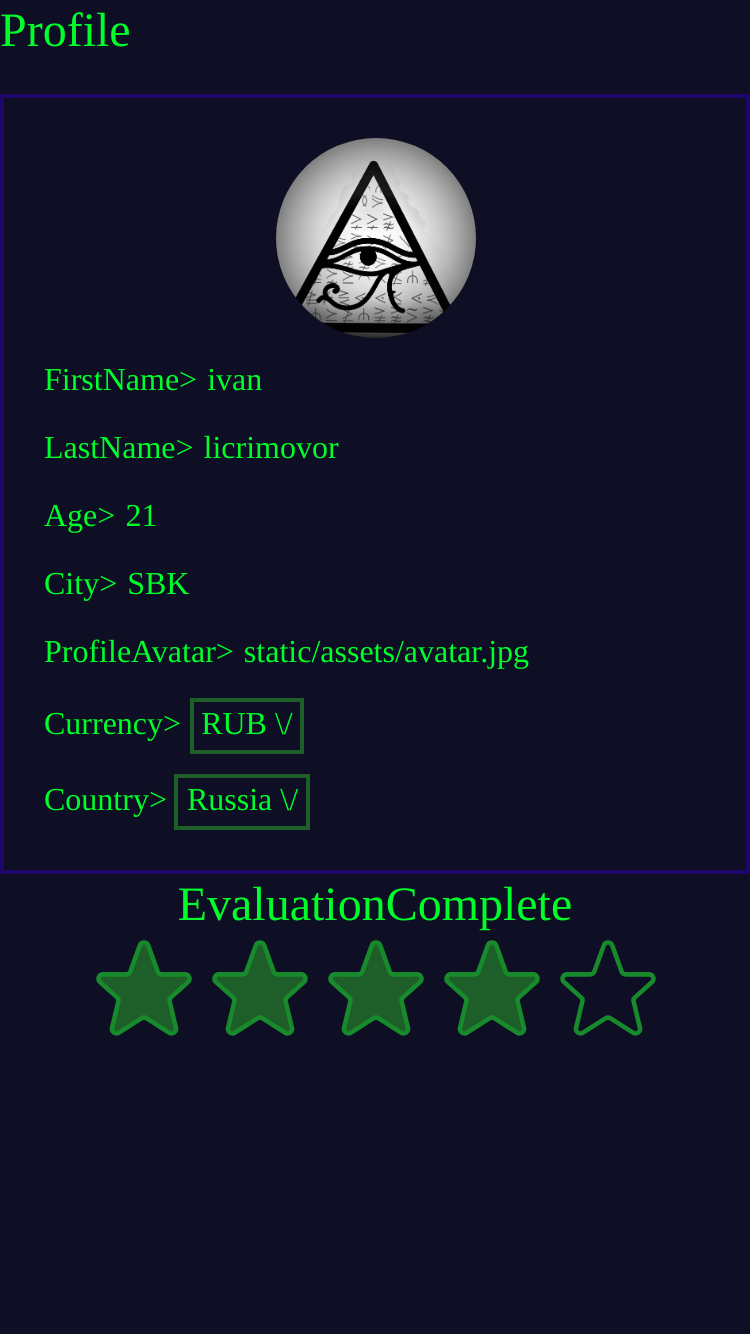 Profile
FirstName> ivan
LastName> licrimovor
Age> 21
City> SBK
ProfileAvatar> static/assets/avatar.jpg
Currency> RUB \/
Country> Russia \/
EvaluationComplete